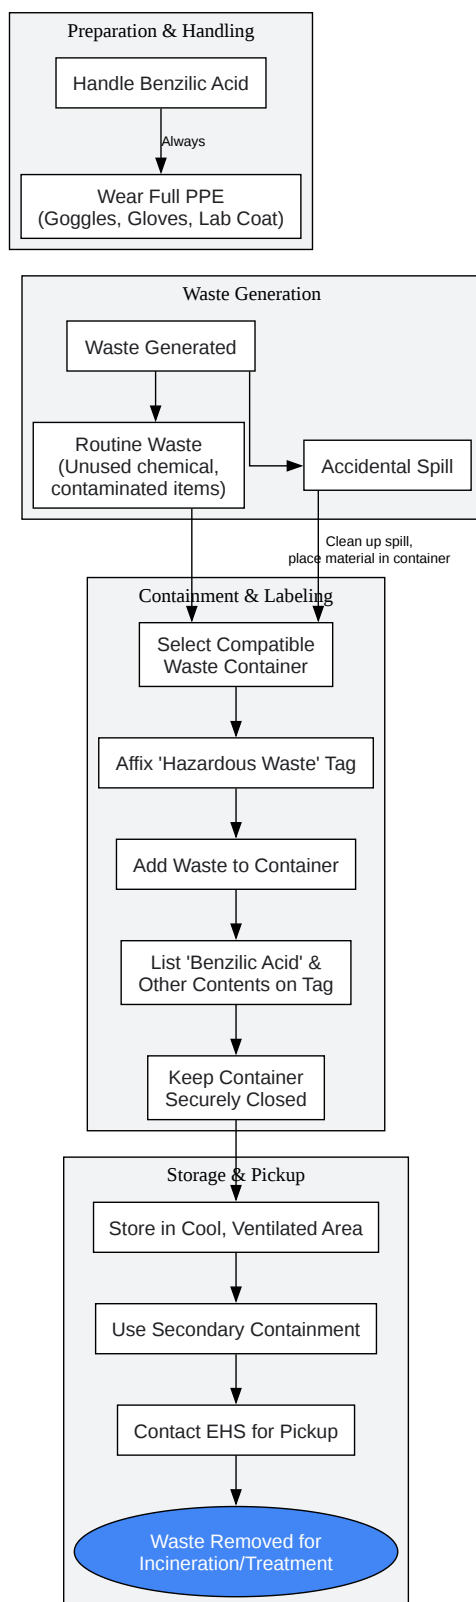 Preparation & Handling
Handle Benzilic Acid
Always
Wear Full PPE
(Goggles, Gloves, Lab Coat)
Waste Generation
Waste Generated
Routine Waste
(Unused chemical,
contaminated items)
Accidental Spill
Clean up spill,
place material in container
Containment & Labeling
Select Compatible
Waste Container
Affix 'Hazardous Waste' Tag
Add Waste to Container
List 'Benzilic Acid' &
Other Contents on Tag
Keep Container
Securely Closed
Storage & Pickup
Store in Cool, Ventilated Area
Use Secondary Containment
Contact EHS for Pickup
Waste Removed for
Incineration/Treatment